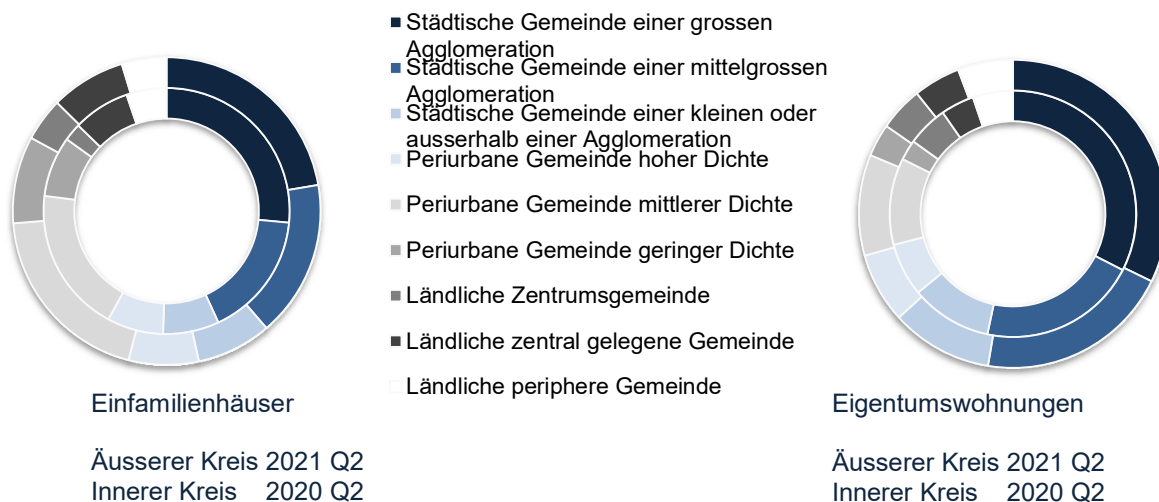 Städtische Gemeinde einer grossen
Agglomeration
Städtische Gemeinde einer mittelgrossen
Agglomeration
Städtische Gemeinde einer kleinen oder
ausserhalb einer Agglomeration
Periurbane Gemeinde hoher Dichte
Periurbane Gemeinde mittlerer Dichte
Periurbane Gemeinde geringer Dichte
Ländliche Zentrumsgemeinde
Ländliche zentral gelegene Gemeinde
Ländliche periphere Gemeinde
Einfamilienhäuser
Äusserer Kreis 2021 Q2
Innerer Kreis 2020 Q2
Eigentumswohnungen
Äusserer Kreis 2021 Q2
Innerer Kreis 2020 Q2